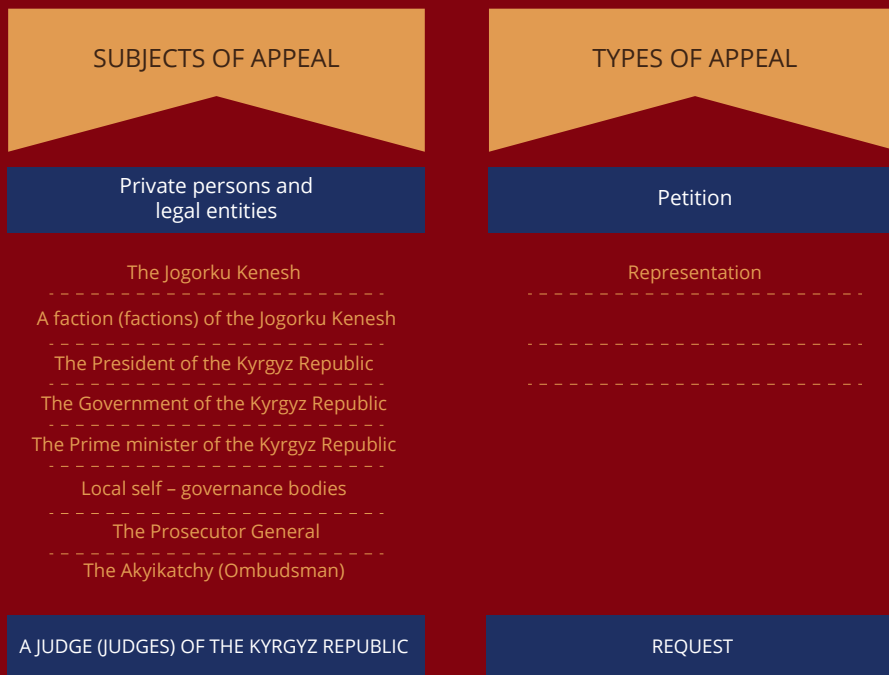 SUBJECTS OF APPEAL
TYPES OF APPEAL
Private persons and
legal entities
Petition
The Jogorku Kenesh
Representation
A faction (factions) of the Jogorku Kenesh
The President of the Kyrgyz Republic
The Government of the Kyrgyz Republic
The Prime minister of the Kyrgyz Republic
Local self – governance bodies
The Prosecutor General
The Akyikatchy (Ombudsman)
A JUDGE (JUDGES) OF THE KYRGYZ REPUBLIC
REQUEST